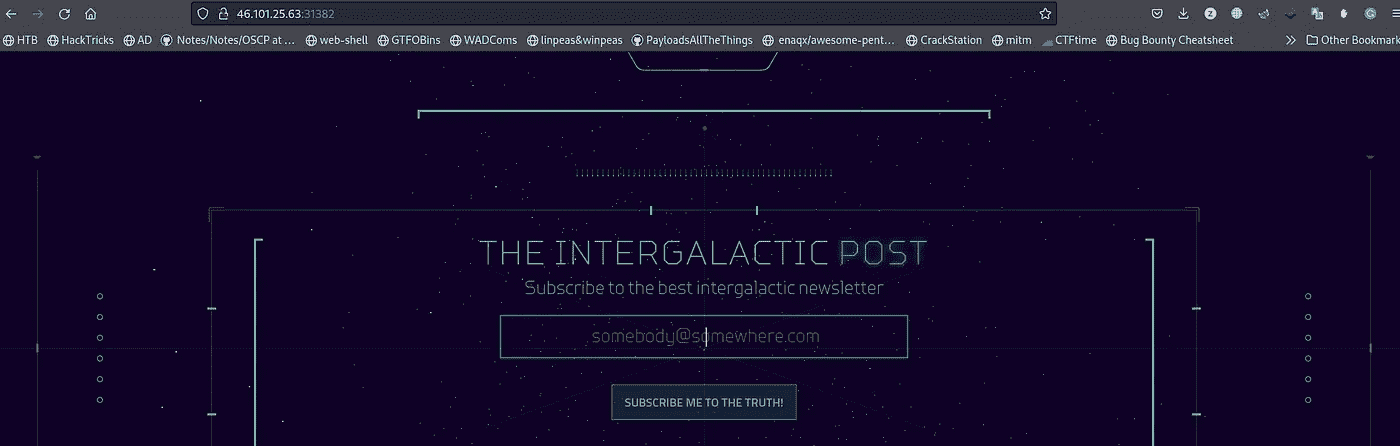 46.101.25.63:31382
HTB HackTricks AD Notes/Notes/OSCP at ... web-shell GTFOBins WADComs linpeas&winpeas PayloadsAllTheThings enaqx/awesome-pent... CrackStation mitm CTFtime Bug Bounty Cheatsheet Other Bookmark
THE INTERGALACTIC POST
Subscribe to the best intergalactic newsletter
somebody@somewhere.com
SUBSCRIBE ME TO THE TRUTH!